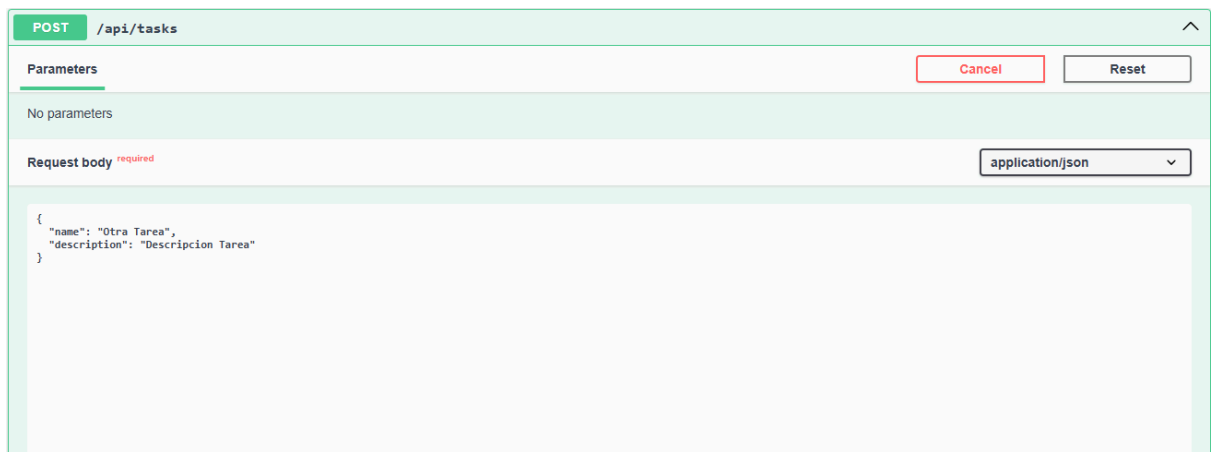 POST /api/tasks
Parameters Cancel Reset
No parameters
Request body required application/json
{
"name": "Otra Tarea",
"description": "Descripcion Tarea"
}